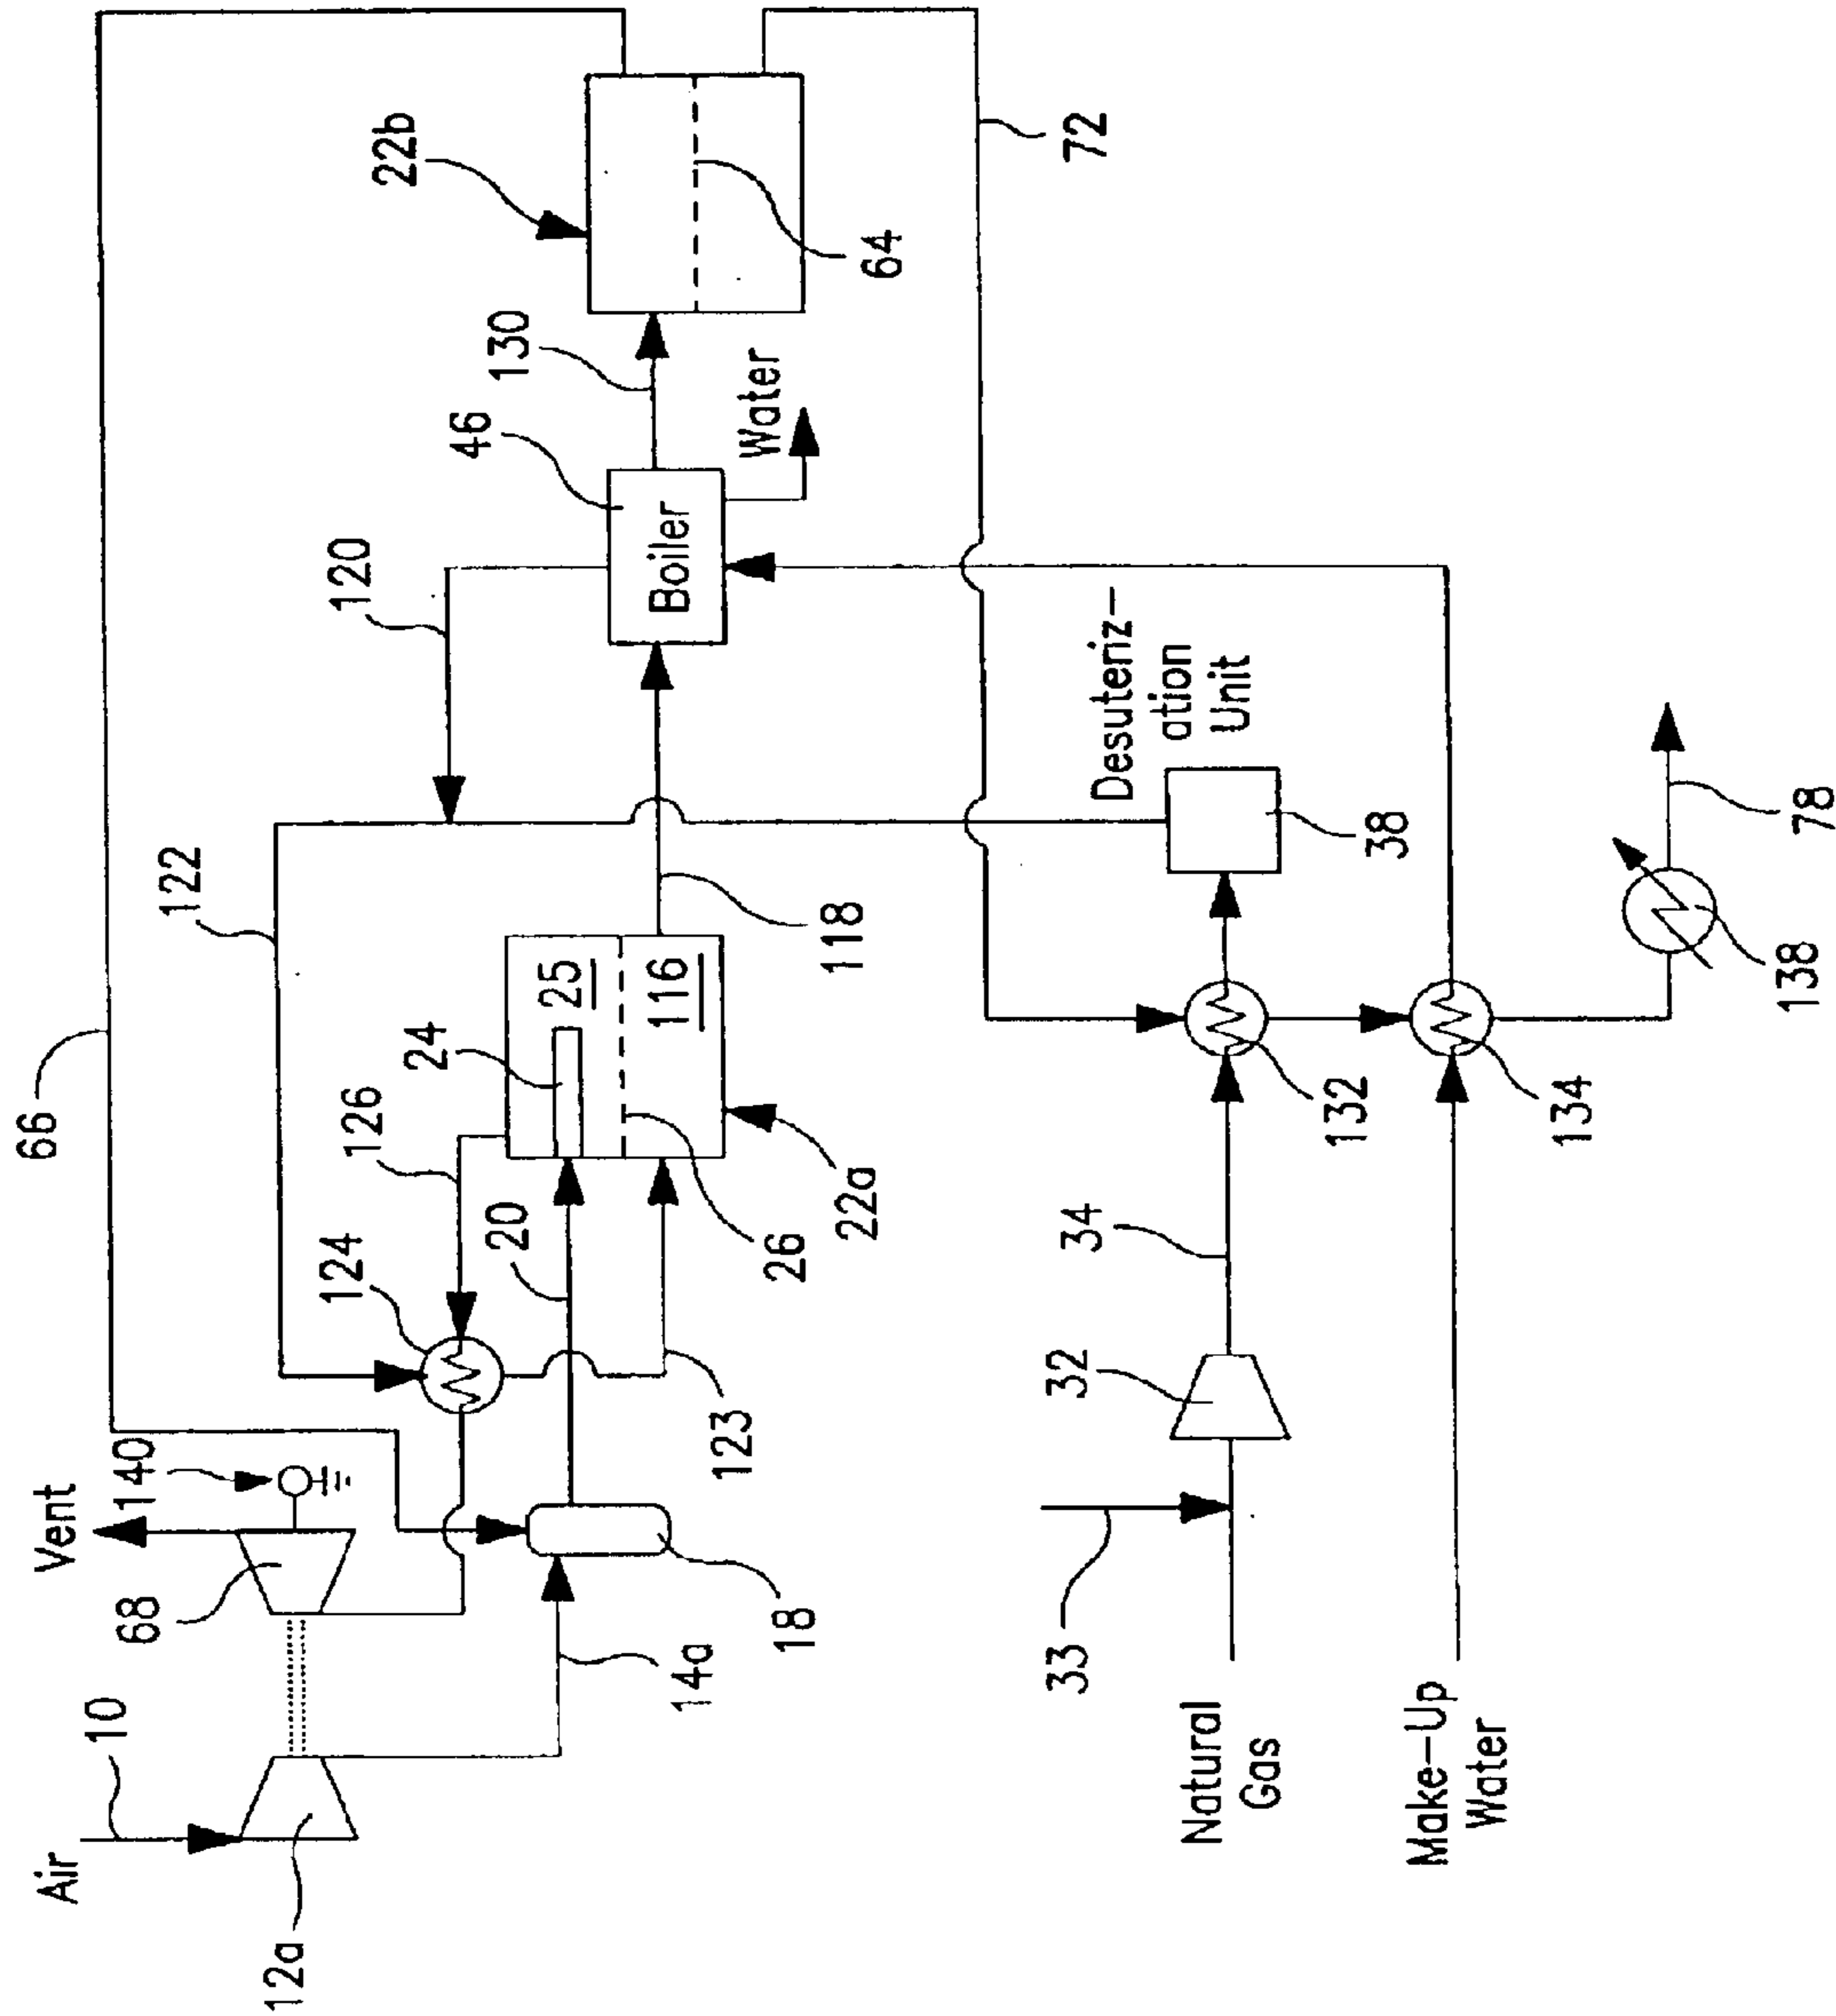 66
Vent
140
Air
10
68
12a
122
124
126
24
25
116
20
26
22a
123
14a
18
120
46
Boiler
118
130
Water
22b
64
72
Desuteriz-
ation
Unit
38
Natural
Gas
33
32
34
132
Make-Up
Water
134
138
78